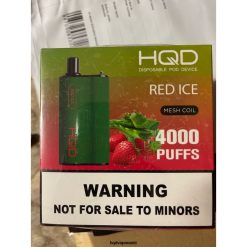 HQD
DISPOSABLE POD DEVICE
RED ICE
MESH COIL
4000
PUFFS
WARNING
NOT FOR SALE TO MINORS